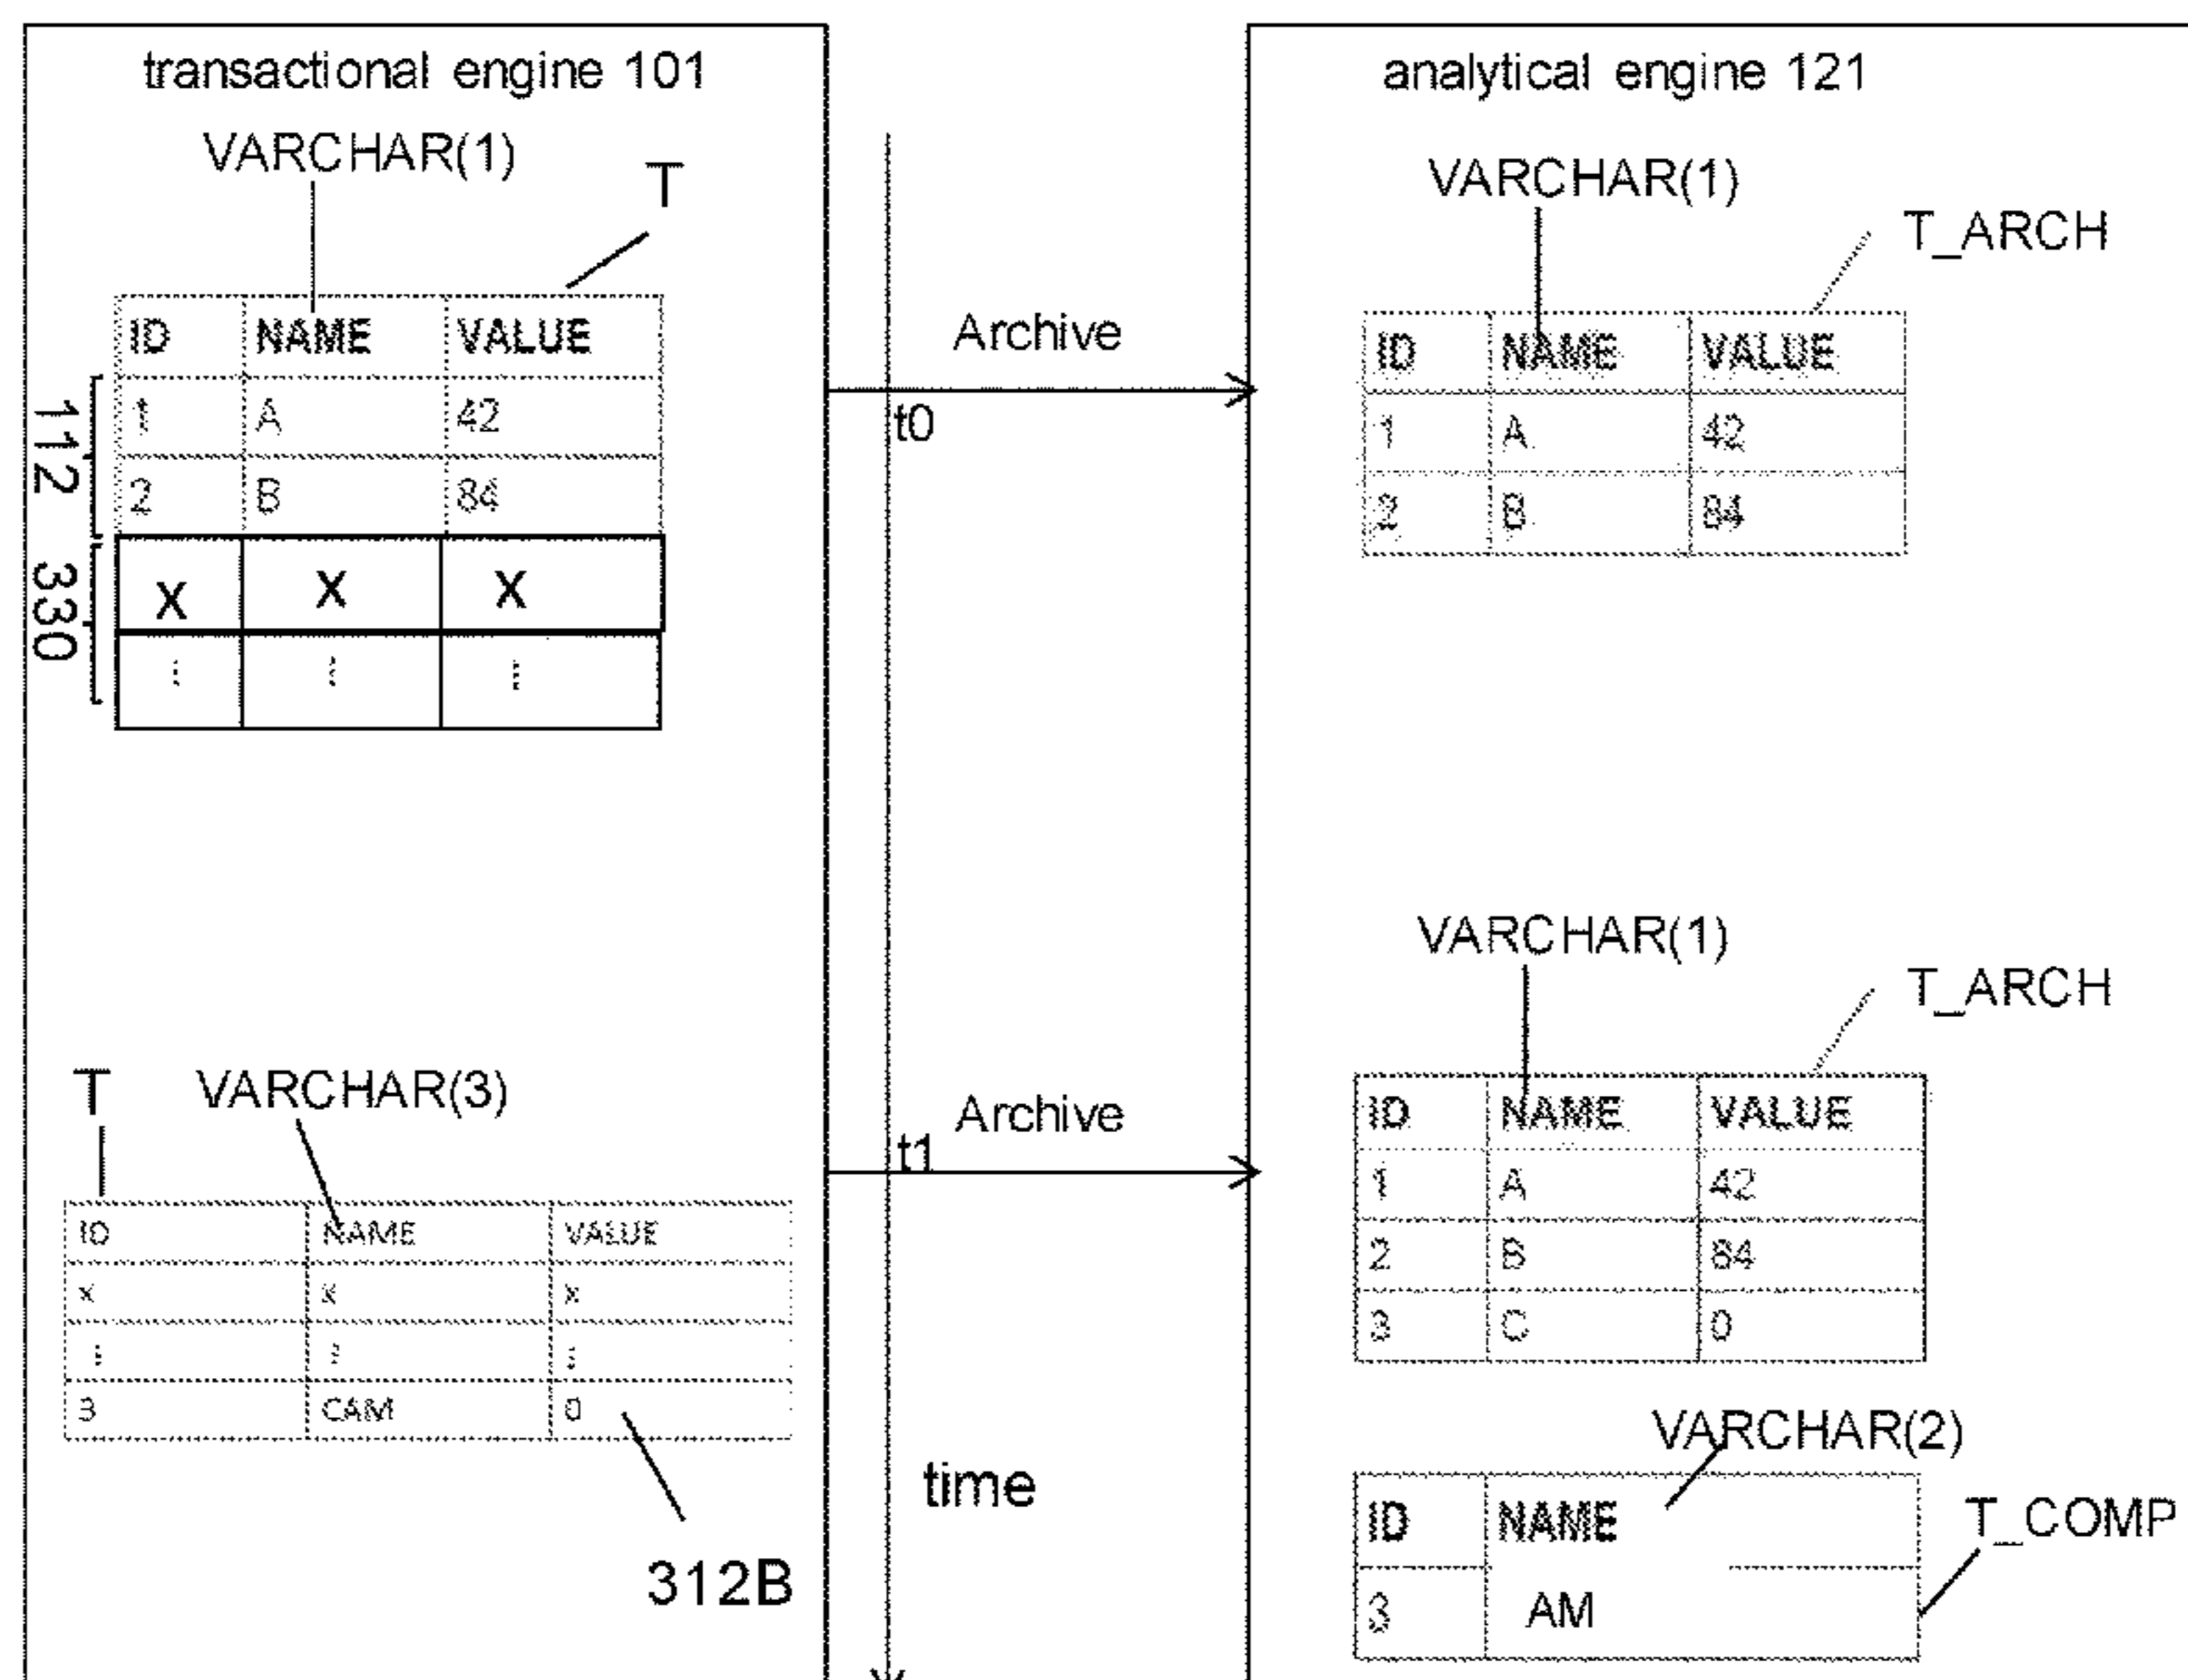 transactional engine 101
VARCHAR(1)
T
ID NAME VALUE
1 A 42
2 B 84
X X X
⋮ ⋮ ⋮
112
330
T
VARCHAR(3)
ID NAME VALUE
x x x
⋮ ⋮ ⋮
3 CAM 0
312B
Archive
t0
Archive
t1
time
analytical engine 121
VARCHAR(1)
T_ARCH
ID NAME VALUE
1 A 42
2 B 84
VARCHAR(1)
T_ARCH
ID NAME VALUE
1 A 42
2 B 84
3 C 0
VARCHAR(2)
T_COMP
ID NAME
3 AM